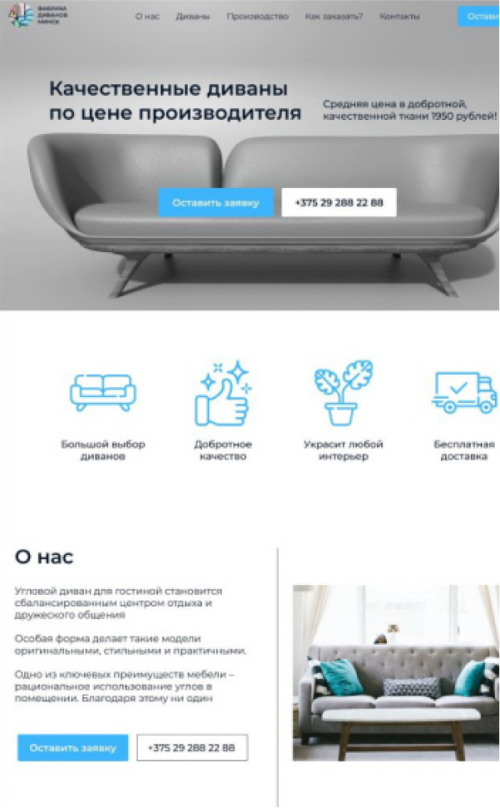 ФАБРИКА
ДИВАНОВ
МИНСК
О нас Диваны Производство Как заказать? Контакты
Качественные диваны
по цене производителя
Средняя цена в добротной,
качественной ткани 1950 рублей!
Оставить заявку +375 29 288 22 88
Большой выбор
диванов
Добротное
качество
Украсит любой
интерьер
Бесплатная
доставка
О нас
Угловой диван для гостиной становится
сбалансированным центром отдыха и
дружеского общения
Особая форма делает такие модели
оригинальными, стильными и практичными.
Одно из ключевых преимуществ мебели –
рациональное использование углов в
помещении. Благодаря этому ни один
Оставить заявку +375 29 288 22 88